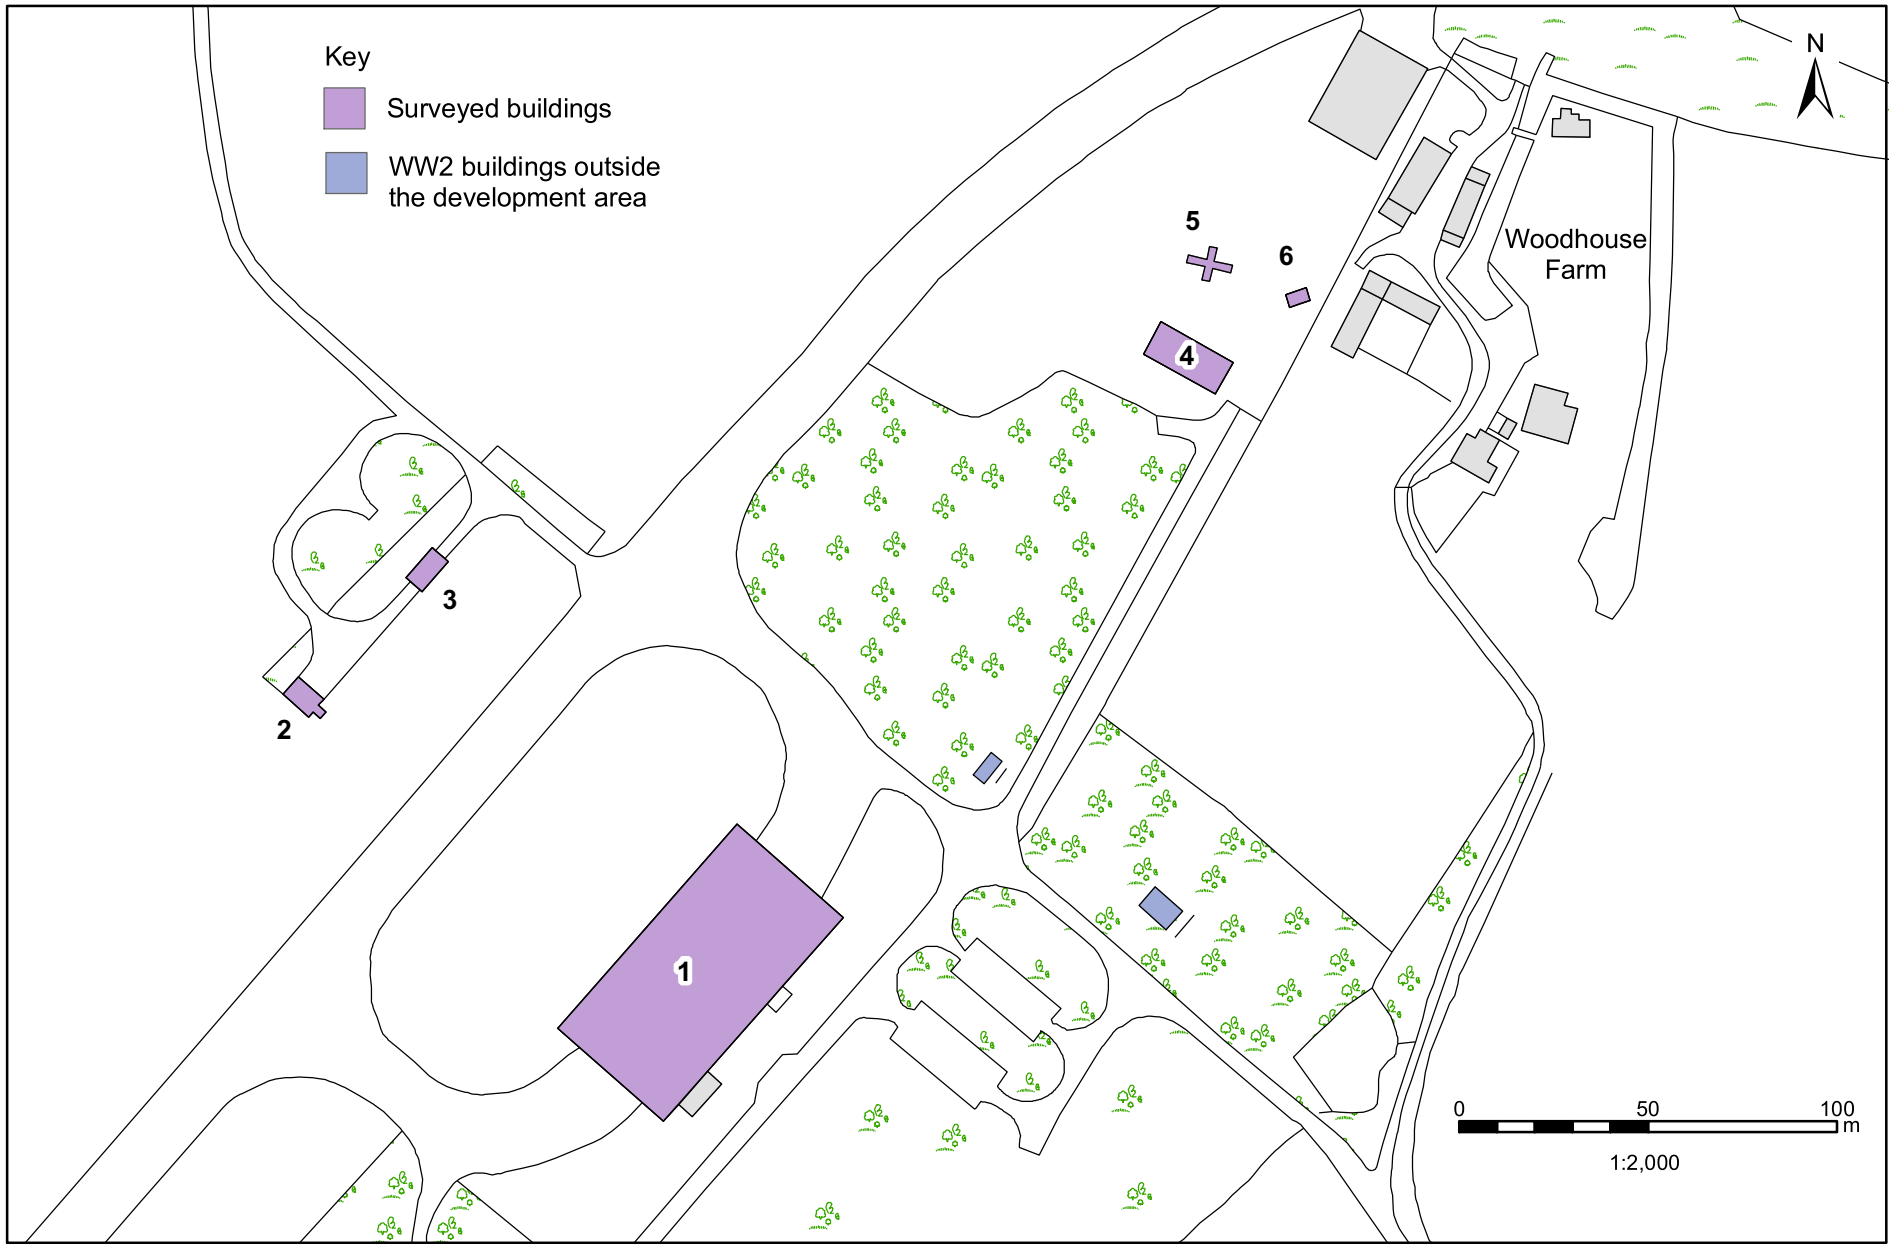 Key
Surveyed buildings
WW2 buildings outside
the development area
N
5
6
Woodhouse
Farm
4
3
2
1
0 50 100
m
1:2,000